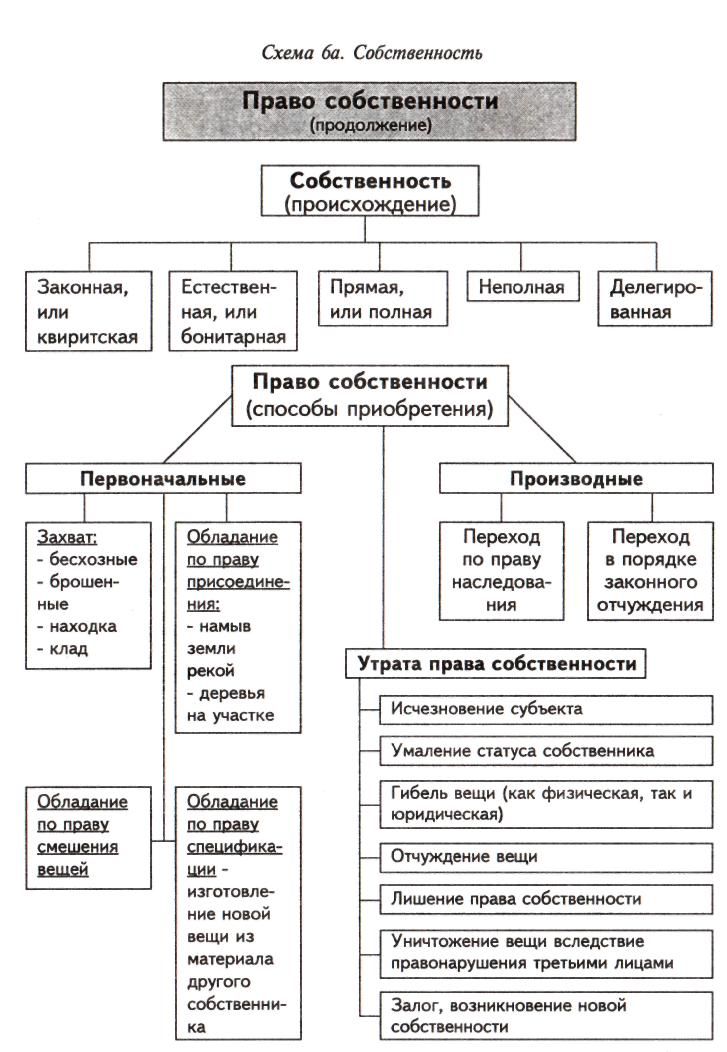 Схема 6а. Собственность
Право собственности
(продолжение)
Собственность
(происхождение)
Законная,
или
квиритская
Естествен-
ная, или
бонитарная
Прямая,
или полная
Неполная
Делегиро-
ванная
Право собственности
(способы приобретения)
Первоначальные
Захват:
- бесхозные
- брошен-
ные
- находка
- клад
Обладание
по праву
присоедине-
ния:
- намыв
земли
рекой
- деревья
на участке
Обладание
по праву
смешения
вещей
Обладание
по праву
специфика-
ции -
изготовле-
ние новой
вещи из
материала
другого
собственни-
ка
Производные
Переход
по праву
наследова-
ния
Переход
в порядке
законного
отчуждения
Утрата права собственности
Исчезновение субъекта
Умаление статуса собственника
Гибель вещи (как физическая, так и
юридическая)
Отчуждение вещи
Лишение права собственности
Уничтожение вещи вследствие
правонарушения третьими лицами
Залог, возникновение новой
собственности